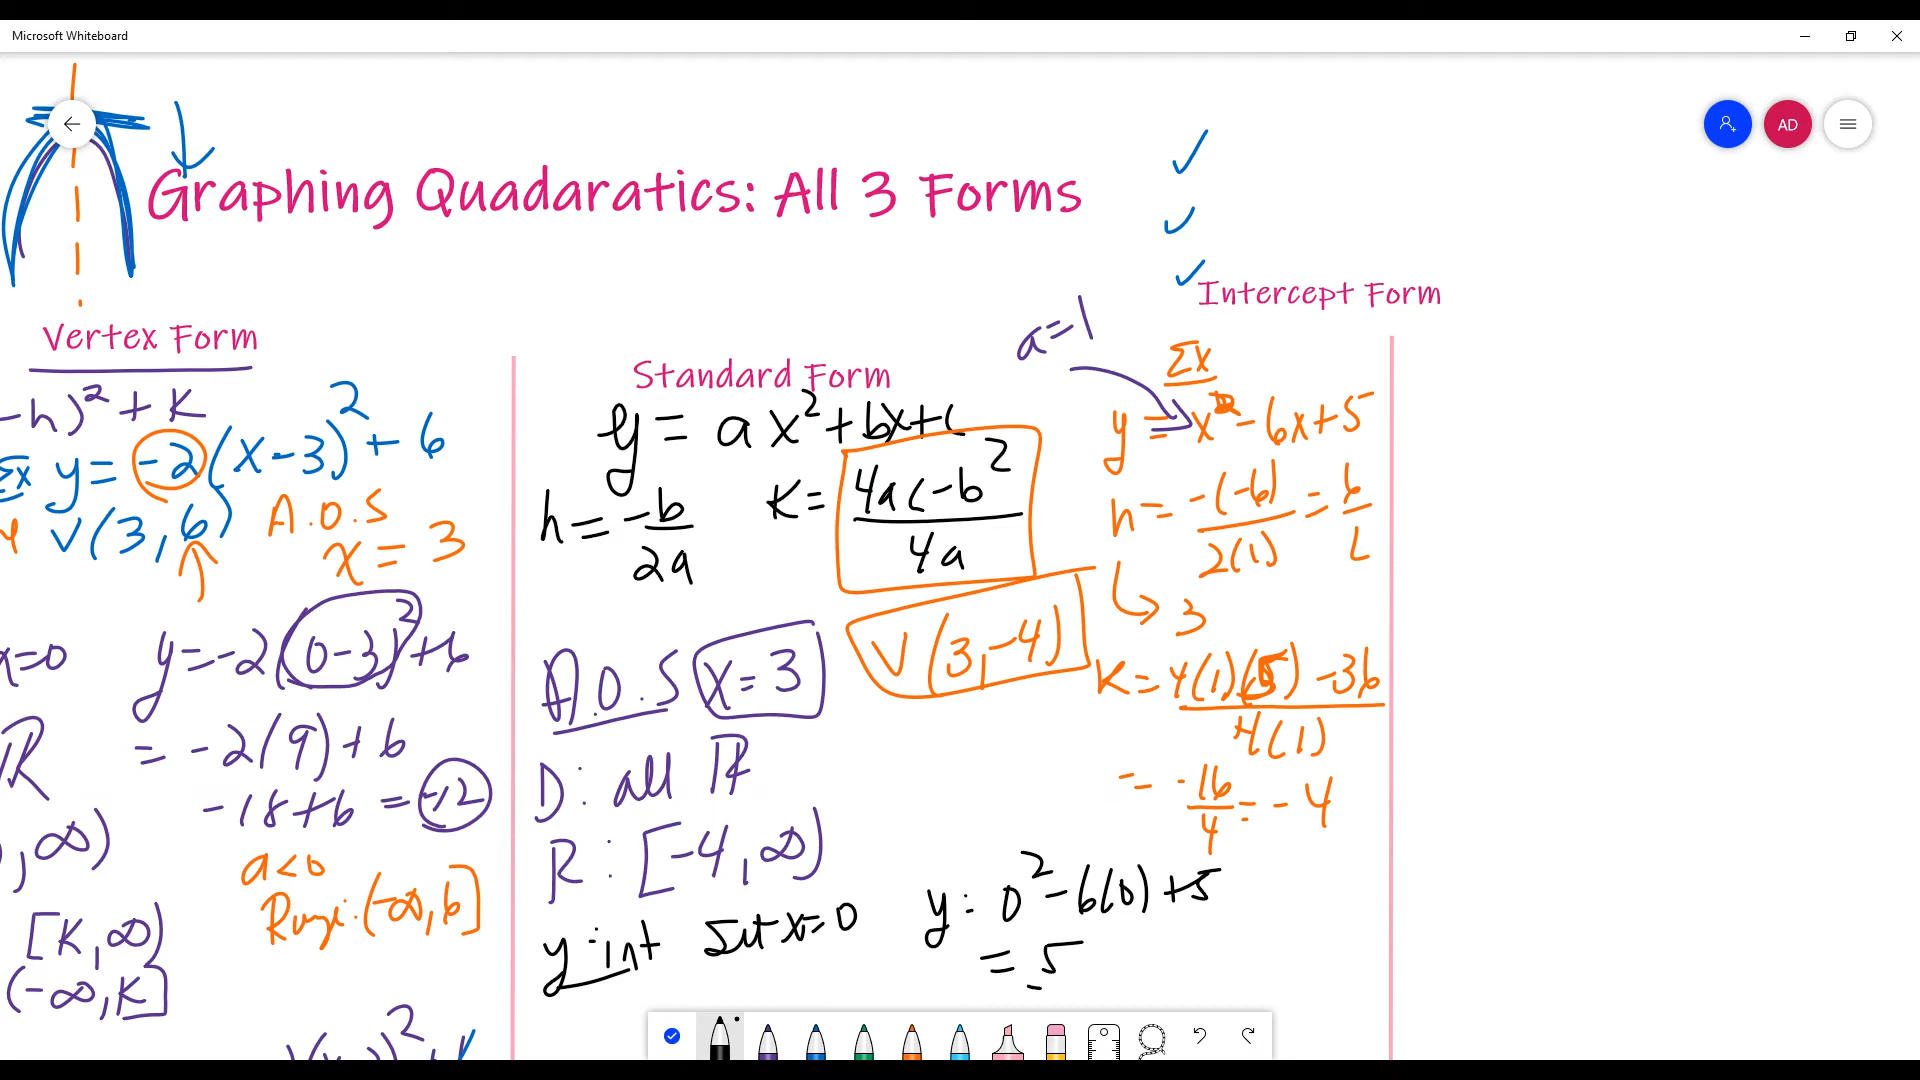 Microsoft Whiteboard
AD
Graphing Quadaratics: All 3 Forms
Vertex Form
-h)² + K
Ex y = -2(x-3)² + 6
V(3,6) A.O.S
x = 3
x=0 y=-2(0-3)²+6
= -2(9)+6
-18+6 = -12
ℝ
, ∞)
a<0
Range: (-∞,6]
[K,∞)
(-∞,K]
Standard Form
y = ax²+bx+c
h = -b/2a K = 4ac-b²/4a
V(3,-4)
A.O.S x=3
D: all ℝ
R: [-4,∞)
y-int Set x=0 y: 0²-6(0)+5
= 5
Intercept Form
a=1
Ex
y = x²-6x+5
h = -(-6)/2(1) = 6/2
↳ 3
K = 4(1)(5)-36/4(1)
= -16/4 = -4